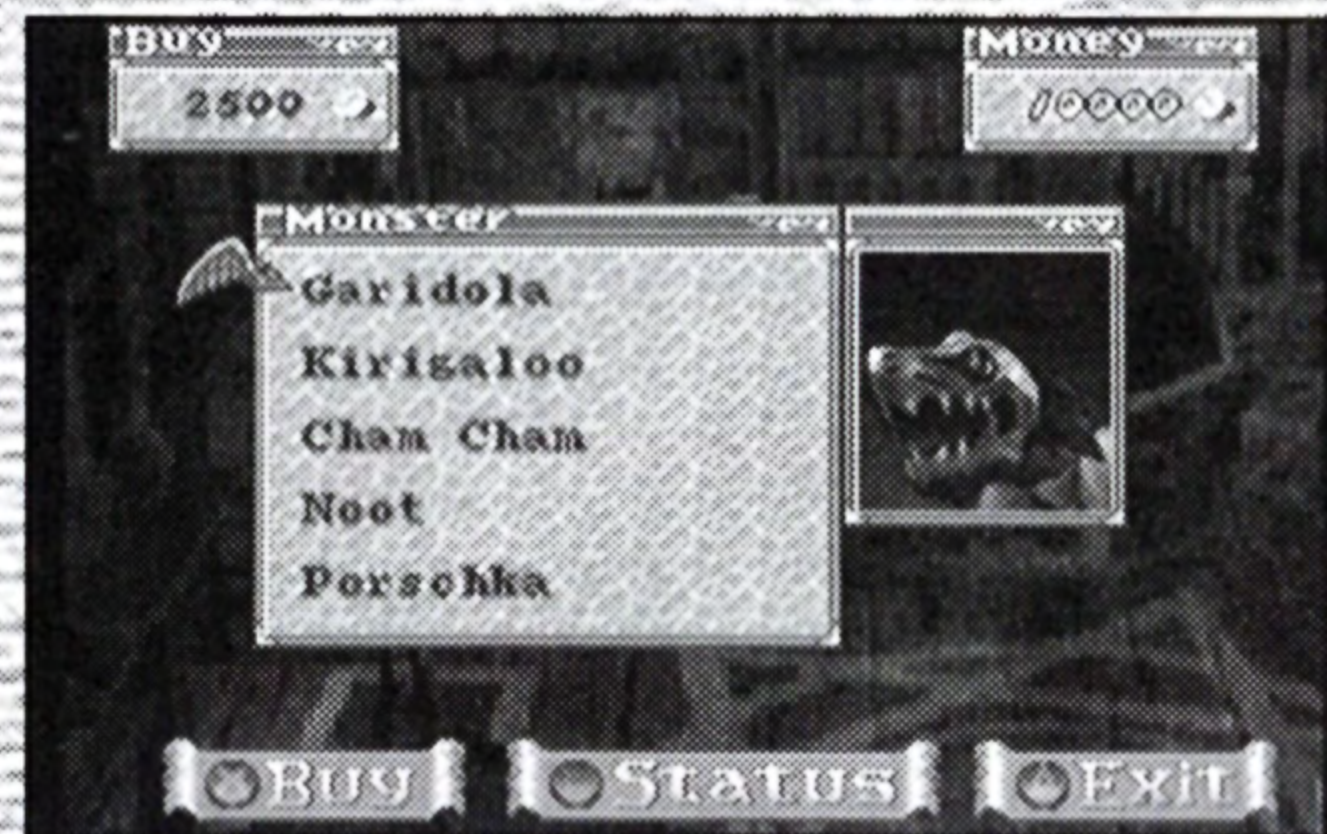 Buy
2500
Money
10000
Monster
Garidola
Kirigaloo
Cham Cham
Noot
Porschka
Buy
Status
Exit